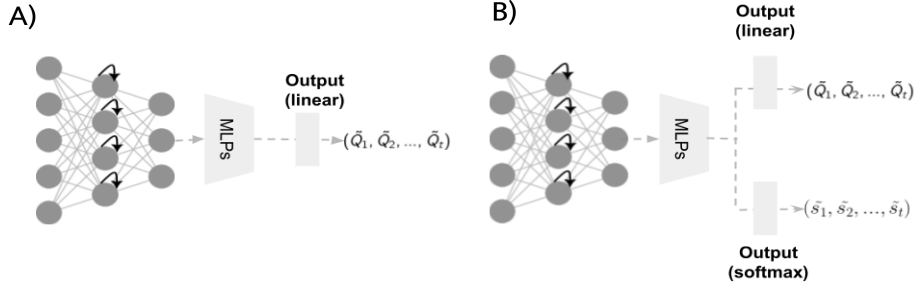 A)
Output
(linear)
MLPs
(Q̃₁, Q̃₂, ..., Q̃ₜ)
B)
Output
(linear)
MLPs
(Q̃₁, Q̃₂, ..., Q̃ₜ)
(s̃₁, s̃₂, ..., s̃ₜ)
Output
(softmax)